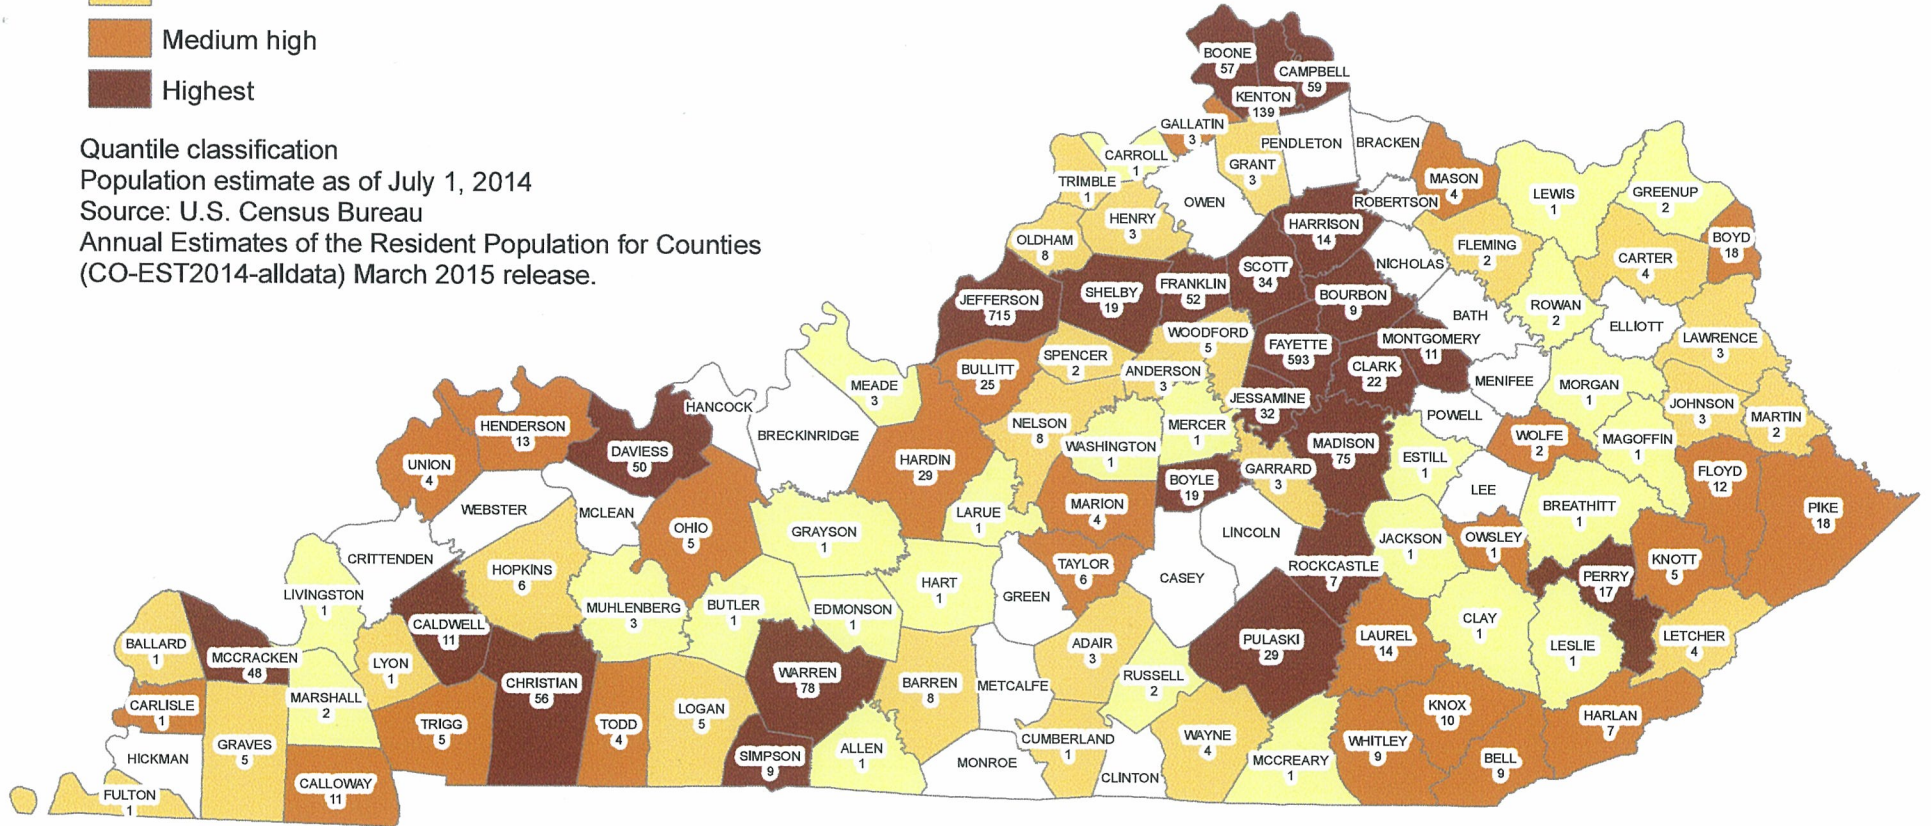 Medium high
Highest
Quantile classification
Population estimate as of July 1, 2014
Source: U.S. Census Bureau
Annual Estimates of the Resident Population for Counties
(CO-EST2014-alldata) March 2015 release.
BOONE
57
CAMPBELL
59
KENTON
139
GALLATIN
3
PENDLETON
BRACKEN
CARROLL
1
GRANT
3
TRIMBLE
1
MASON
4
LEWIS
1
GREENUP
2
OWEN
ROBERTSON
HENRY
3
HARRISON
14
OLDHAM
8
FLEMING
2
BOYD
18
CARTER
4
NICHOLAS
SCOTT
34
JEFFERSON
715
SHELBY
19
FRANKLIN
52
BOURBON
9
ROWAN
2
BATH
ELLIOTT
WOODFORD
5
FAYETTE
593
MONTGOMERY
11
LAWRENCE
3
SPENCER
2
BULLITT
25
ANDERSON
3
CLARK
22
MENIFEE
MORGAN
1
MEADE
3
JESSAMINE
32
HANCOCK
POWELL
JOHNSON
3
MARTIN
2
HENDERSON
13
BRECKINRIDGE
NELSON
8
MERCER
1
WASHINGTON
1
MADISON
75
WOLFE
2
MAGOFFIN
1
DAVIESS
50
UNION
4
HARDIN
29
ESTILL
1
GARRARD
3
FLOYD
12
BOYLE
19
LEE
MARION
4
BREATHITT
1
PIKE
18
WEBSTER
MCLEAN
LARUE
1
OHIO
5
GRAYSON
1
LINCOLN
JACKSON
1
OWSLEY
1
CRITTENDEN
TAYLOR
6
ROCKCASTLE
7
KNOTT
5
HOPKINS
6
CASEY
PERRY
17
HART
1
LIVINGSTON
1
GREEN
MUHLENBERG
3
BUTLER
1
EDMONSON
1
CALDWELL
11
CLAY
1
BALLARD
1
PULASKI
29
LAUREL
14
LETCHER
4
ADAIR
3
LESLIE
1
MCCRACKEN
48
LYON
1
WARREN
78
RUSSELL
2
CHRISTIAN
56
BARREN
8
METCALFE
MARSHALL
2
CARLISLE
1
LOGAN
5
KNOX
10
HARLAN
7
TRIGG
5
TODD
4
CUMBERLAND
1
WAYNE
4
WHITLEY
9
GRAVES
5
ALLEN
1
HICKMAN
SIMPSON
9
BELL
9
MONROE
MCCREARY
1
CLINTON
CALLOWAY
11
FULTON
1